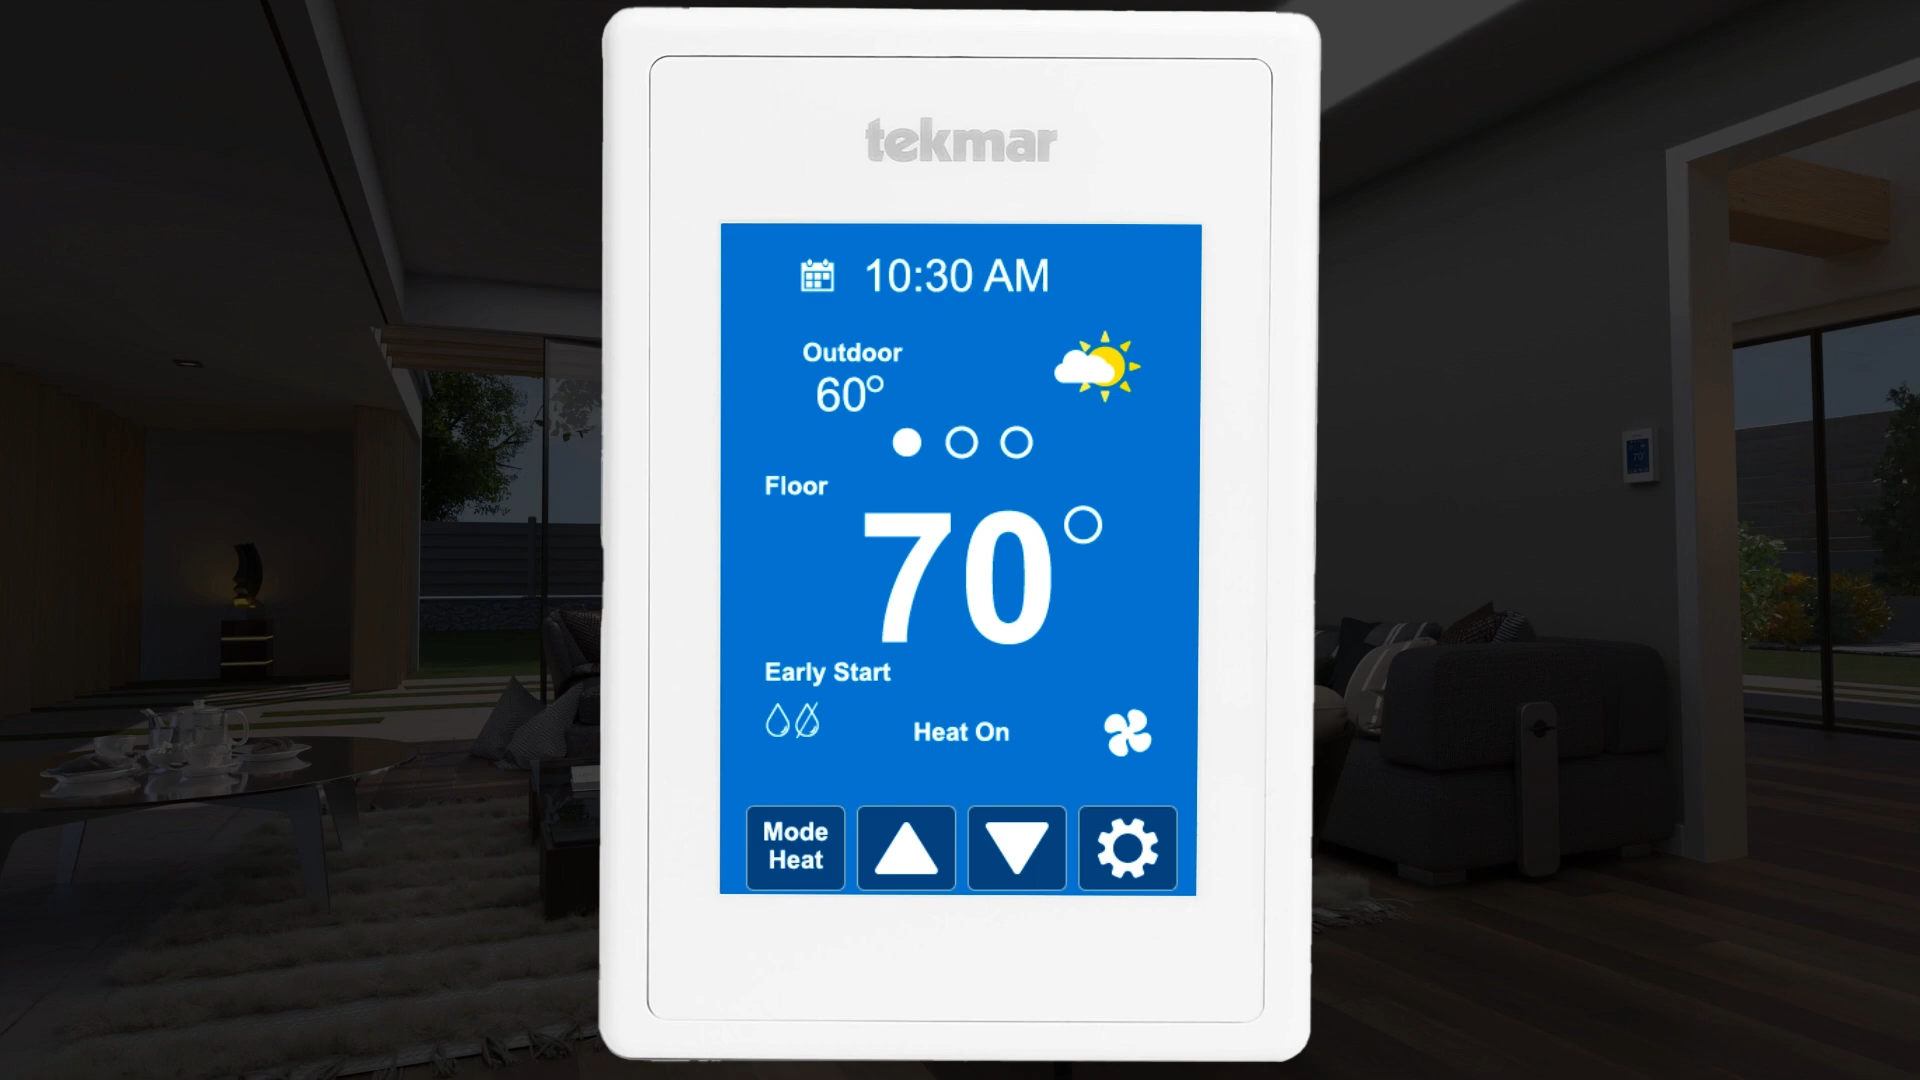 tekmar
10:30 AM
Outdoor
60°
Floor
70°
Early Start
Heat On
Mode
Heat